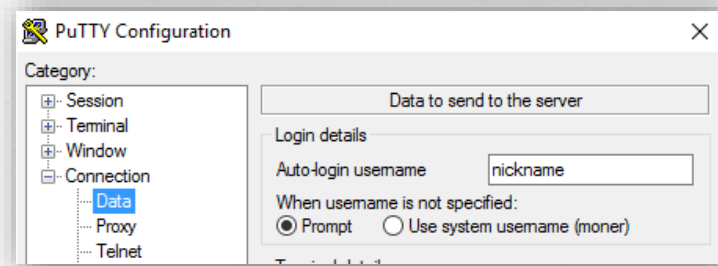 PuTTY Configuration
Category:
Session
Terminal
Window
Connection
Data
Proxy
Telnet
Data to send to the server
Login details
Auto-login username nickname
When username is not specified:
Prompt Use system username (moner)